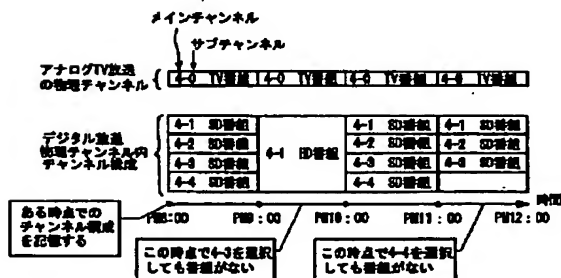 メインチャンネル
サブチャンネル
アナログTV放送
の物理チャンネル
4-0 TV番組 4-0 TV番組 4-0 TV番組 4-0 TV番組
デジタル放送
物理チャンネル内
チャンネル構成
4-1 SD番組 4-1 HD番組 4-1 SD番組 4-1 SD番組
4-2 SD番組 4-2 SD番組 4-2 SD番組
4-3 SD番組 4-3 SD番組 4-3 SD番組
4-4 SD番組 4-4 SD番組
時間
PM8:00 PM9:00 PM10:00 PM11:00 PM12:00
ある時点での
チャンネル構成
を記憶する
この時点で4-3を選択
しても番組がない
この時点で4-4を選択
しても番組がない